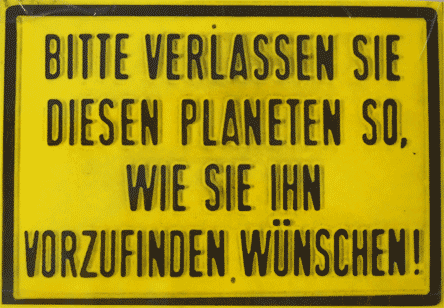 BITTE VERLASSEN SIE
DIESEN PLANETEN SO,
WIE SIE IHN
VORZUFINDEN WÜNSCHEN!